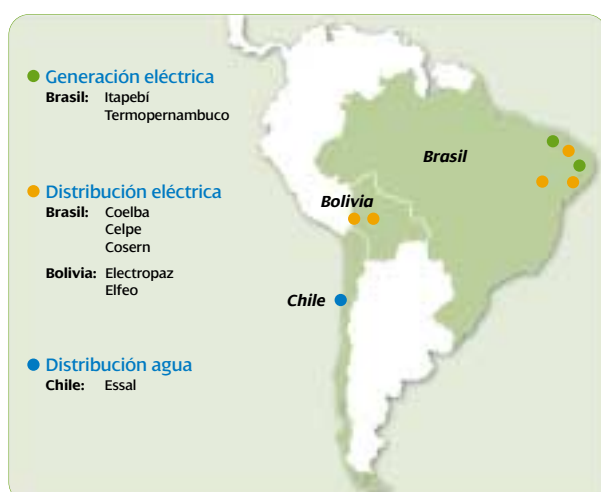 Generación eléctrica
Brasil: Itapebí
Termopernambuco
Distribución eléctrica
Brasil: Coelba
Celpe
Cosern
Bolivia: Electropaz
Elfeo
Distribución agua
Chile: Essal
Brasil
Bolivia
Chile